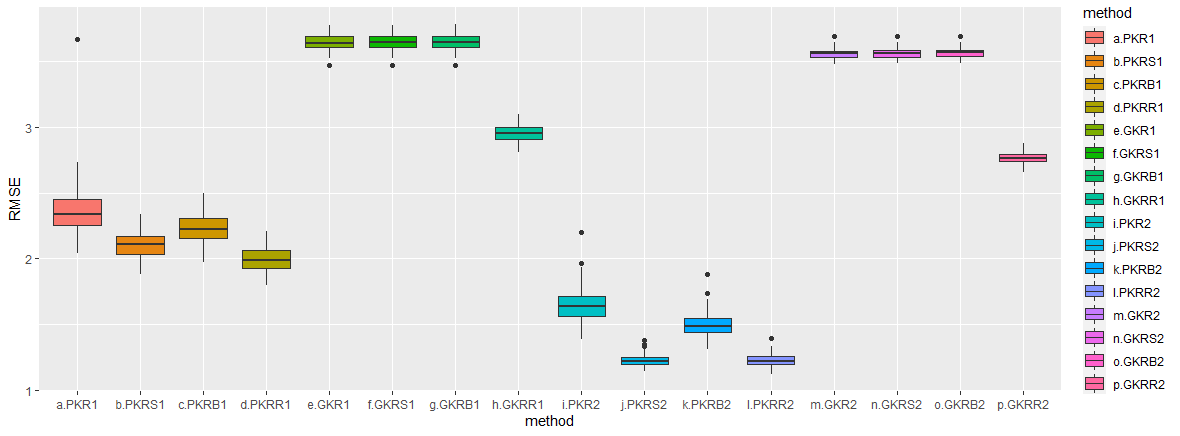 RMSE
3
2
1
a.PKR1 b.PKRS1 c.PKRB1 d.PKRR1 e.GKR1 f.GKRS1 g.GKRB1 h.GKRR1 i.PKR2 j.PKRS2 k.PKRB2 l.PKRR2 m.GKR2 n.GKRS2 o.GKRB2 p.GKRR2
method
method
a.PKR1
b.PKRS1
c.PKRB1
d.PKRR1
e.GKR1
f.GKRS1
g.GKRB1
h.GKRR1
i.PKR2
j.PKRS2
k.PKRB2
l.PKRR2
m.GKR2
n.GKRS2
o.GKRB2
p.GKRR2